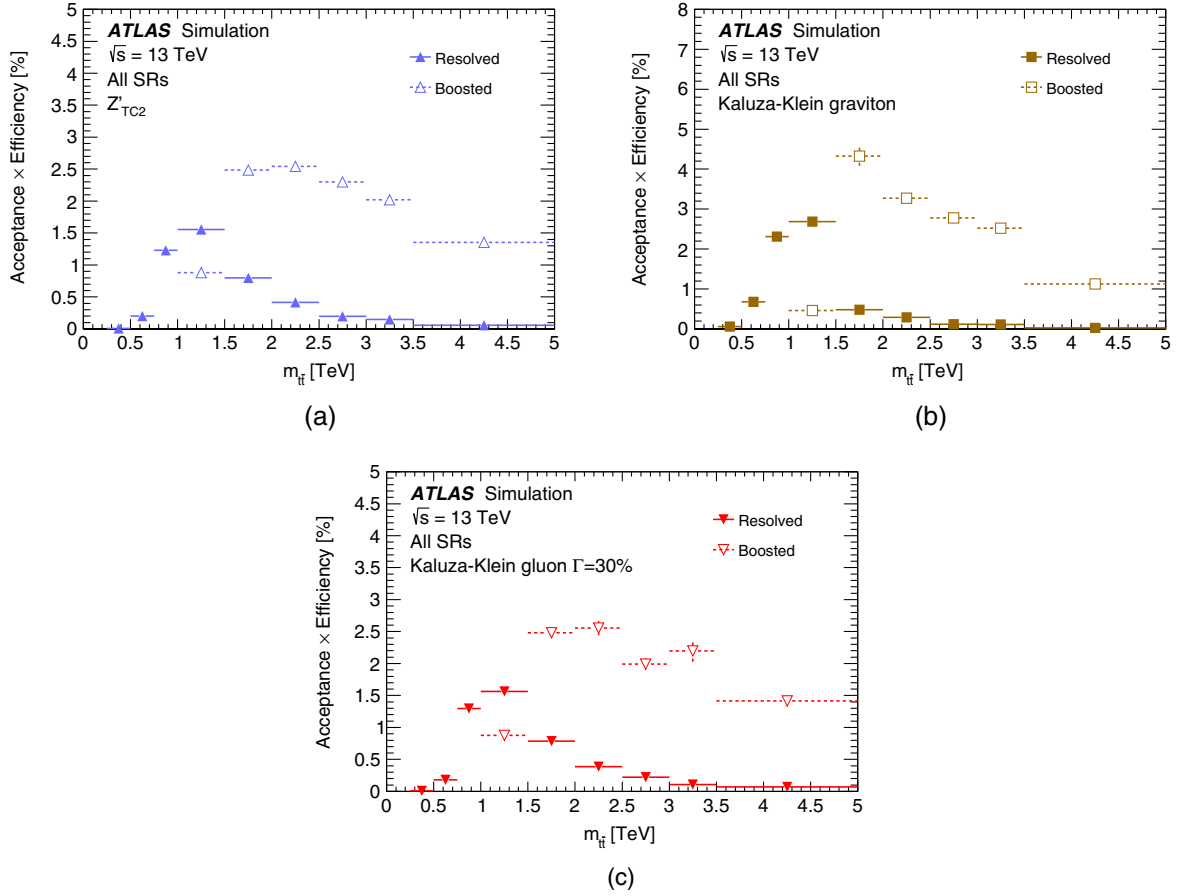 ATLAS Simulation
√s = 13 TeV
All SRs
Z'TC2
Resolved
Boosted
Acceptance × Efficiency [%]
5
4.5
4
3.5
3
2.5
2
1.5
1
0.5
0
0 0.5 1 1.5 2 2.5 3 3.5 4 4.5 5
mtt̄ [TeV]
(a)
ATLAS Simulation
√s = 13 TeV
All SRs
Kaluza-Klein graviton
Resolved
Boosted
Acceptance × Efficiency [%]
8
7
6
5
4
3
2
1
0
0 0.5 1 1.5 2 2.5 3 3.5 4 4.5 5
mtt̄ [TeV]
(b)
ATLAS Simulation
√s = 13 TeV
All SRs
Kaluza-Klein gluon Γ=30%
Resolved
Boosted
Acceptance × Efficiency [%]
5
4.5
4
3.5
3
2.5
2
1.5
1
0.5
0
0 0.5 1 1.5 2 2.5 3 3.5 4 4.5 5
mtt̄ [TeV]
(c)